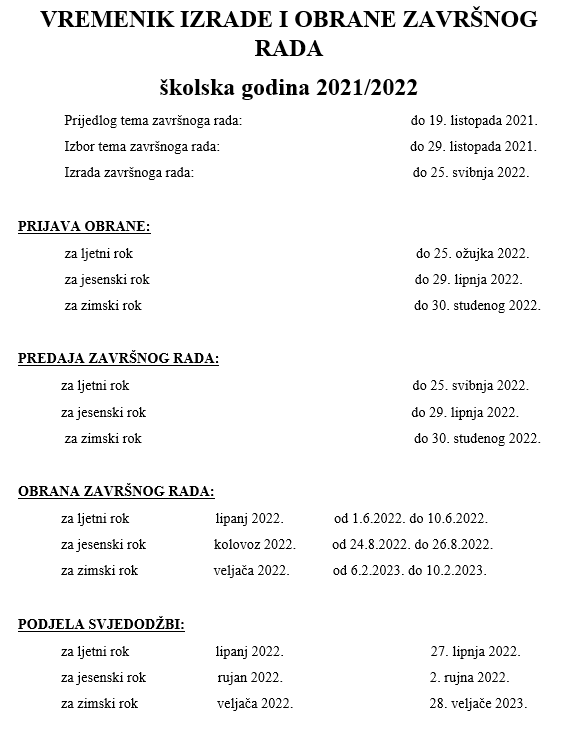 VREMENIK IZRADE I OBRANE ZAVRŠNOG
RADA
školska godina 2021/2022
Prijedlog tema završnoga rada: do 19. listopada 2021.
Izbor tema završnoga rada: do 29. listopada 2021.
Izrada završnoga rada: do 25. svibnja 2022.
PRIJAVA OBRANE:
za ljetni rok do 25. ožujka 2022.
za jesenski rok do 29. lipnja 2022.
za zimski rok do 30. studenog 2022.
PREDAJA ZAVRŠNOG RADA:
za ljetni rok do 25. svibnja 2022.
za jesenski rok do 29. lipnja 2022.
za zimski rok do 30. studenog 2022.
OBRANA ZAVRŠNOG RADA:
za ljetni rok lipanj 2022. od 1.6.2022. do 10.6.2022.
za jesenski rok kolovoz 2022. od 24.8.2022. do 26.8.2022.
za zimski rok veljača 2022. od 6.2.2023. do 10.2.2023.
PODJELA SVJEDODŽBI:
za ljetni rok lipanj 2022. 27. lipnja 2022.
za jesenski rok rujan 2022. 2. rujna 2022.
za zimski rok veljača 2022. 28. veljače 2023.